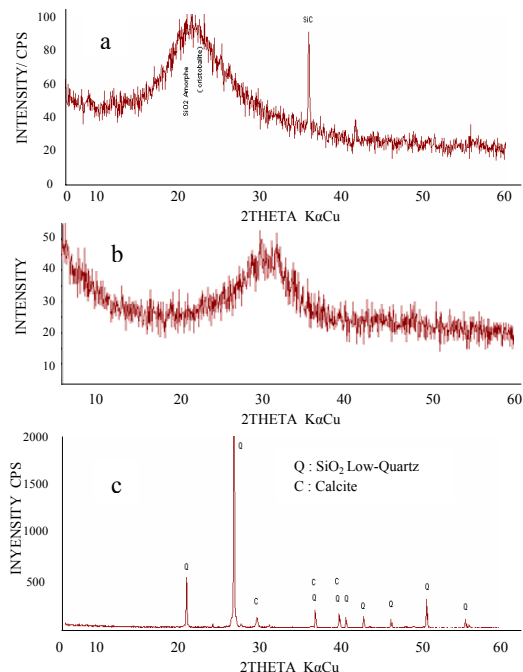 100
80
60
40
20
0
INTENSITY/ CPS
a
SiC
SiO2 Amorphe
( cristobalite)
0 10 20 30 40 50 60
2THETA KαCu
50
40
30
20
10
INTENSITY
b
10 20 30 40 50 60
2THETA KαCu
2000
1500
1000
500
INYENSITY CPS
c
Q : SiO₂ Low-Quartz
C : Calcite
Q
Q
C
C
Q
C
Q
Q
Q
Q
Q
Q
0 10 20 30 40 50 60
2THETA KαCu